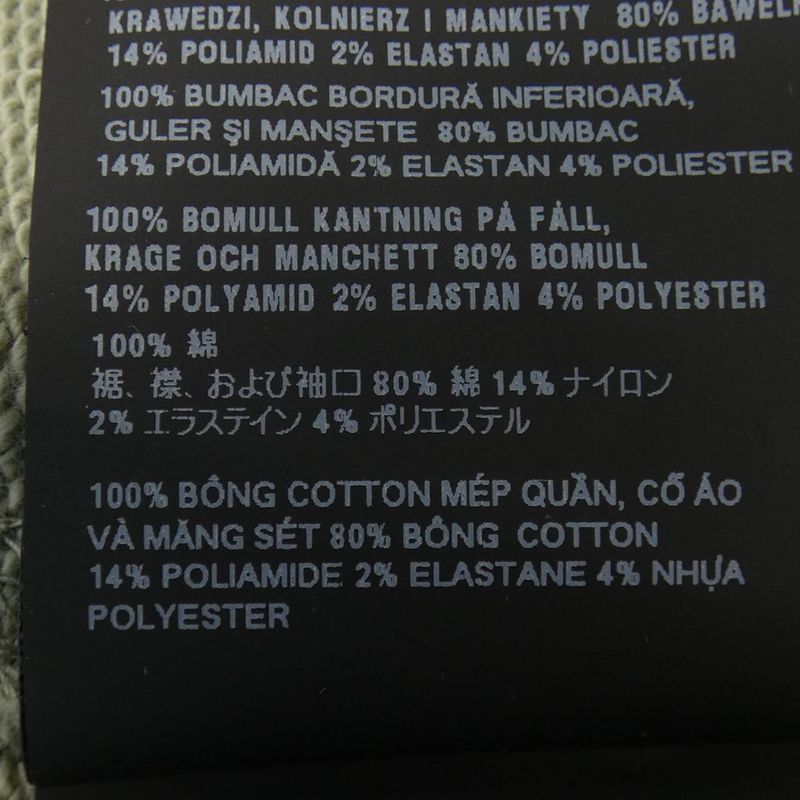 KRAWEDZI, KOLNIERZ I MANKIETY 80%
14% POLIAMID 2% ELASTAN 4% POLIESTER
100% BUMBAC BORDURĂ INFERIOARĂ,
GULER ȘI MANȘETE 80% BUMBAC
14% POLIAMIDĂ 2% ELASTAN 4% POLIESTER
100% BOMULL KANTNING PÅ FÅLL,
KRAGE OCH MANCHETT 80% BOMULL
14% POLYAMID 2% ELASTAN 4% POLYESTER
100% 綿
裾、襟、および袖口 80% 綿 14% ナイロン
2% エラステイン 4% ポリエステル
100% BÔNG COTTON MÉP QUẦN, CỔ ÁO
VÀ MĂNG SÉT 80% BÔNG COTTON
14% POLIAMIDE 2% ELASTANE 4% NHỰA
POLYESTER